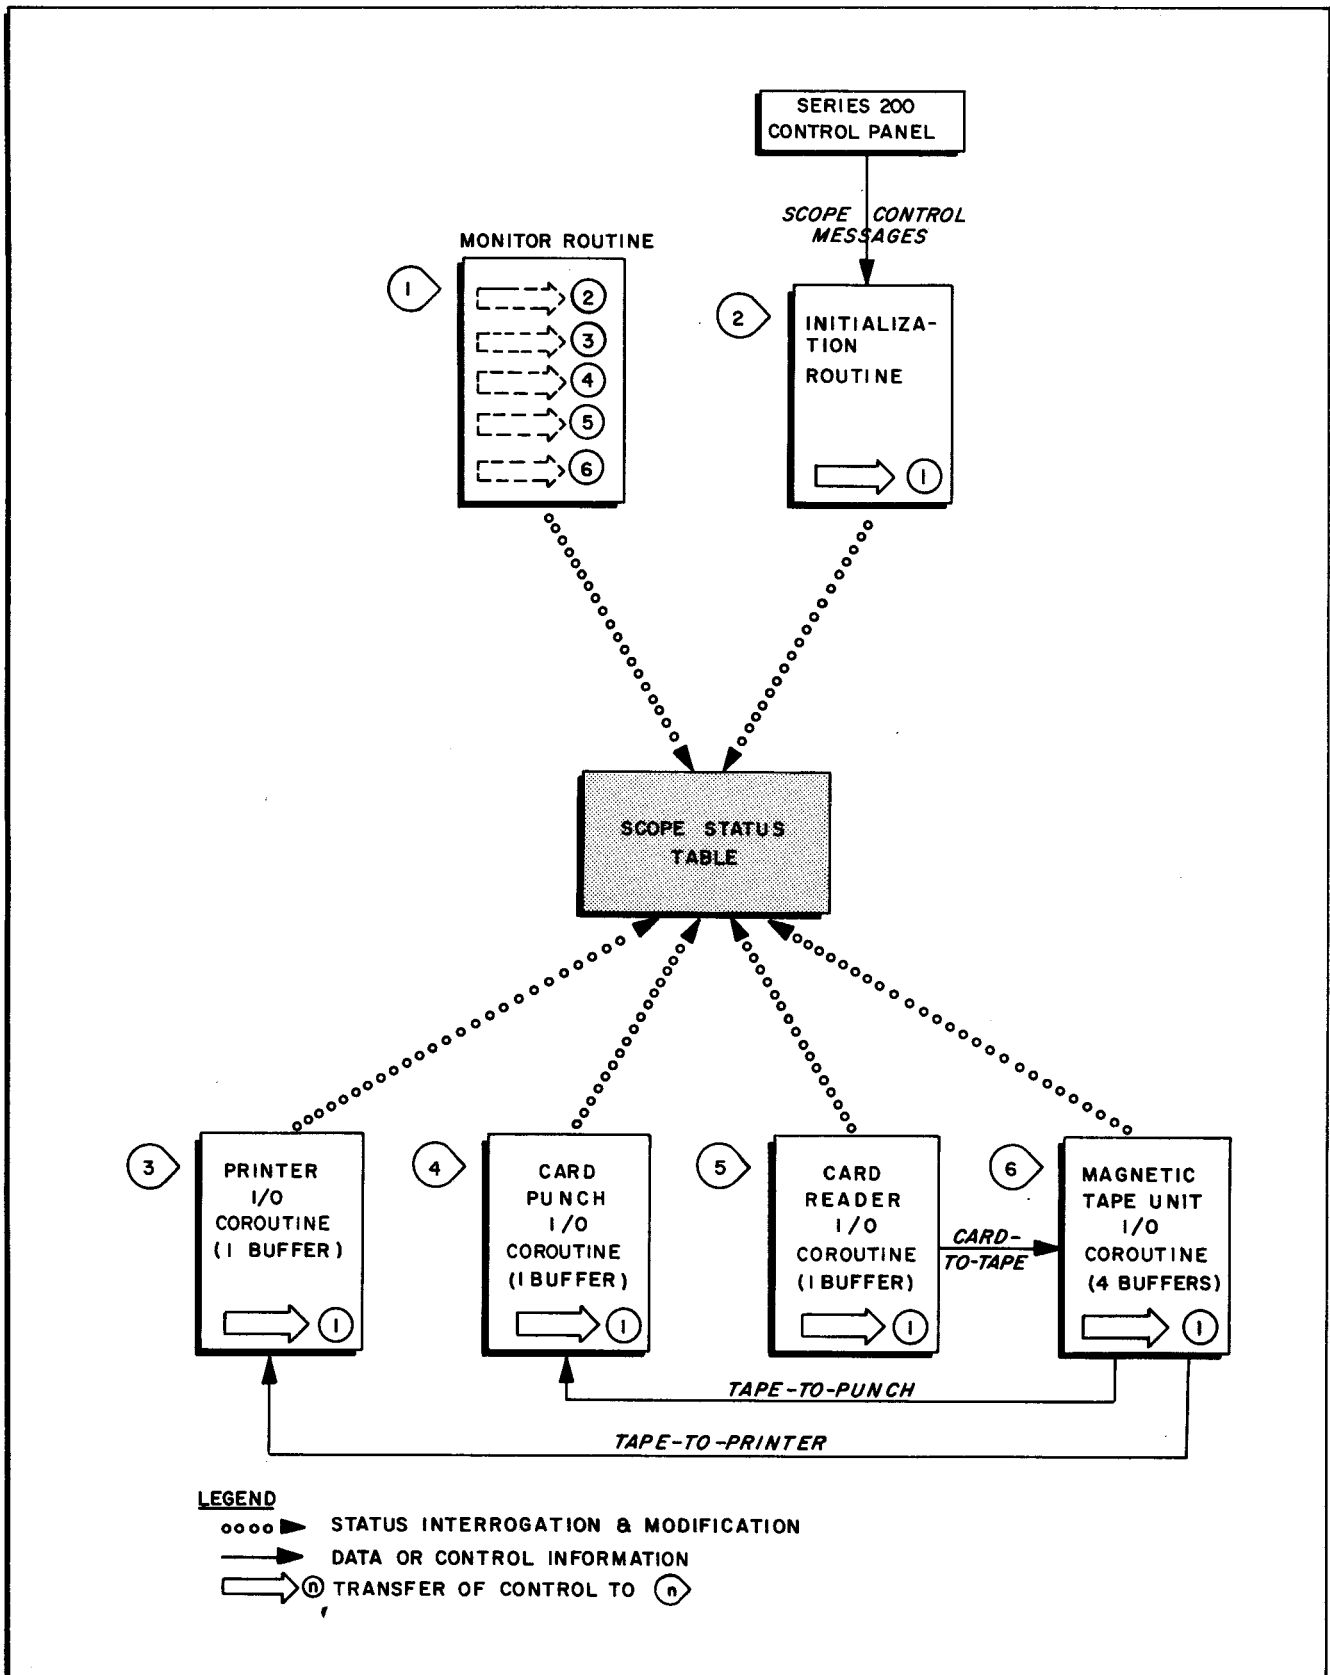 SERIES 200
CONTROL PANEL
SCOPE CONTROL
MESSAGES
MONITOR ROUTINE
1
2
3
4
5
6
2
INITIALIZA-
TION
ROUTINE
1
SCOPE STATUS
TABLE
3
PRINTER
I/O
COROUTINE
(1 BUFFER)
1
4
CARD
PUNCH
I/O
COROUTINE
(1 BUFFER)
1
5
CARD
READER
I/O
COROUTINE
(1 BUFFER)
1
CARD-
TO-TAPE
6
MAGNETIC
TAPE UNIT
I/O
COROUTINE
(4 BUFFERS)
1
TAPE-TO-PUNCH
TAPE-TO-PRINTER
LEGEND
STATUS INTERROGATION & MODIFICATION
DATA OR CONTROL INFORMATION
n TRANSFER OF CONTROL TO n